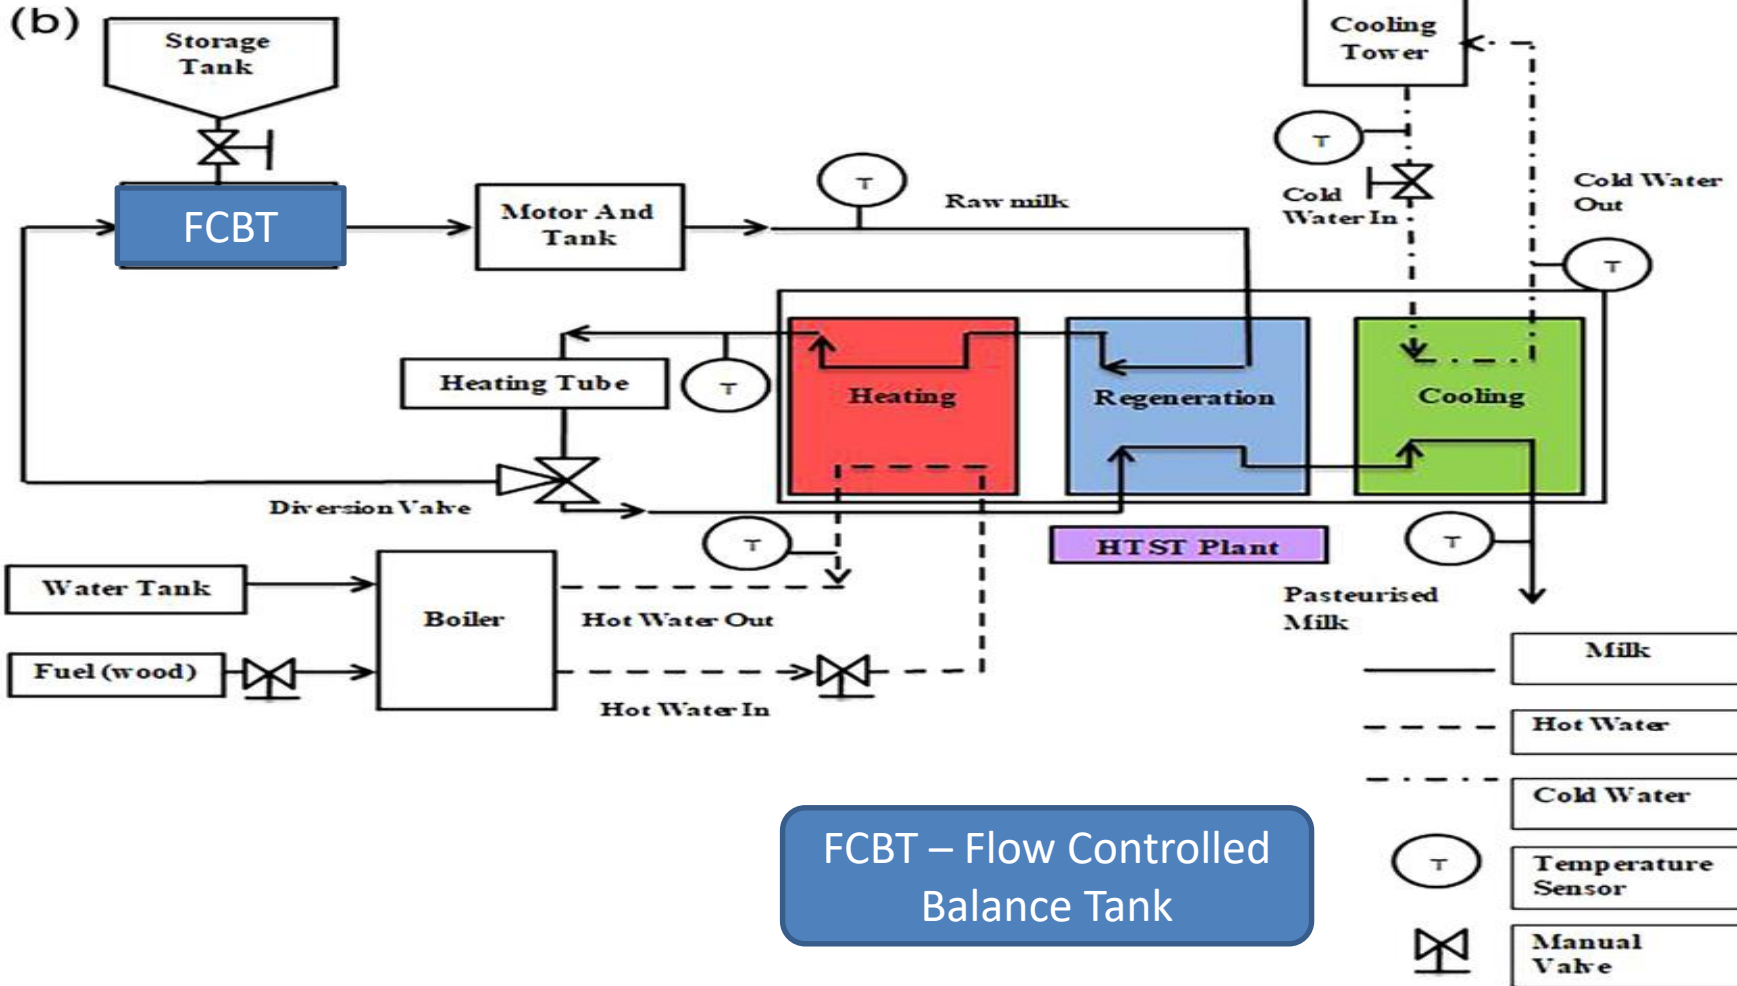 (b)
Storage
Tank
Cooling
Tower
T
T
Cold
Water In
Cold Water
Out
T
Raw milk
FCBT
Motor And
Tank
Heating Tube
T
Heating
Regeneration
Cooling
Diversion Valve
T
HTST Plant
T
Water Tank
Boiler
Hot Water Out
Pasteurised
Milk
Fuel (wood)
Hot Water In
Milk
Hot Water
Cold Water
FCBT – Flow Controlled
Balance Tank
T
Temperature
Sensor
Manual
Valve